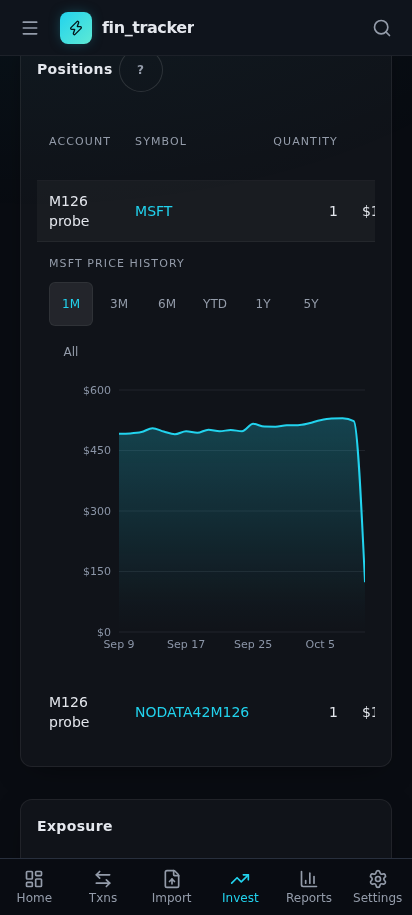 fin_tracker
Positions ?
ACCOUNT SYMBOL QUANTITY
M126
probe
MSFT 1
MSFT PRICE HISTORY
1M 3M 6M YTD 1Y 5Y
All
$600
$450
$300
$150
$0
Sep 9 Sep 17 Sep 25 Oct 5
M126
probe
NODATA42M126 1
Exposure
Home Txns Import Invest Reports Settings